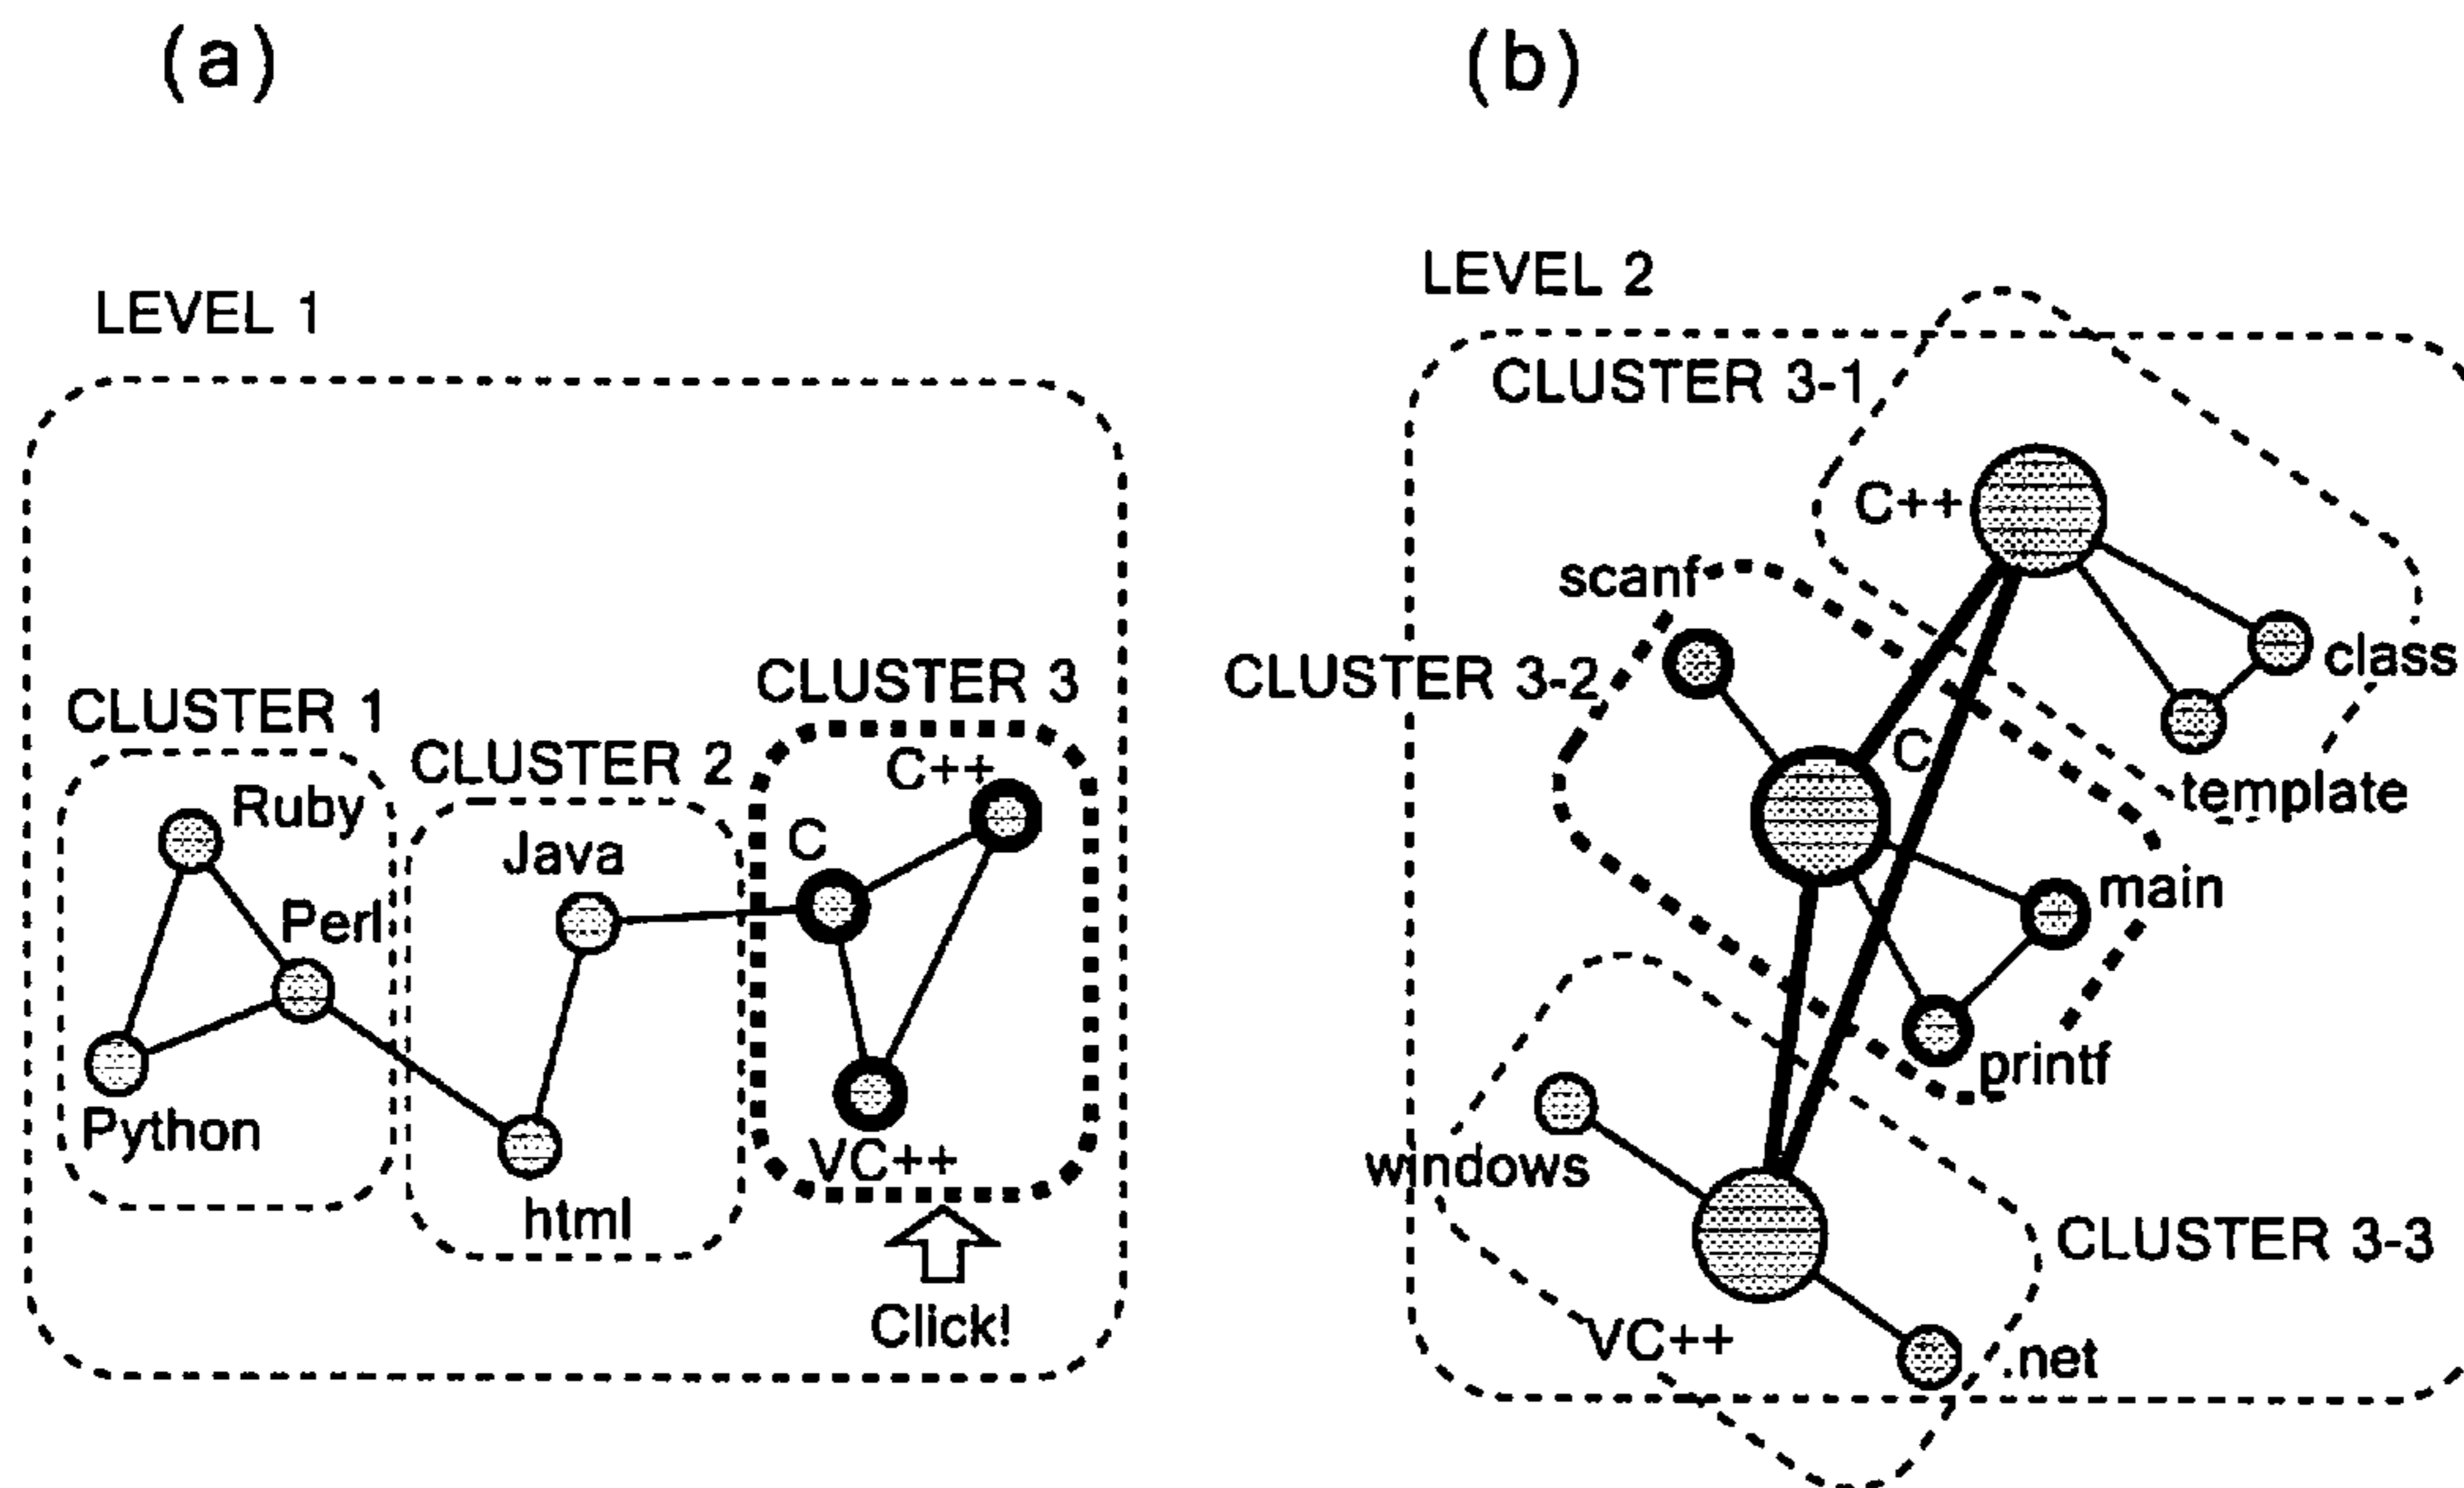 (a)
LEVEL 1
CLUSTER 1
Ruby
Perl
Python
CLUSTER 2
Java
html
CLUSTER 3
C++
C
VC++
Click!
(b)
LEVEL 2
CLUSTER 3-1
C++
class
template
scanf
CLUSTER 3-2
C
main
printf
windows
CLUSTER 3-3
VC++
.net